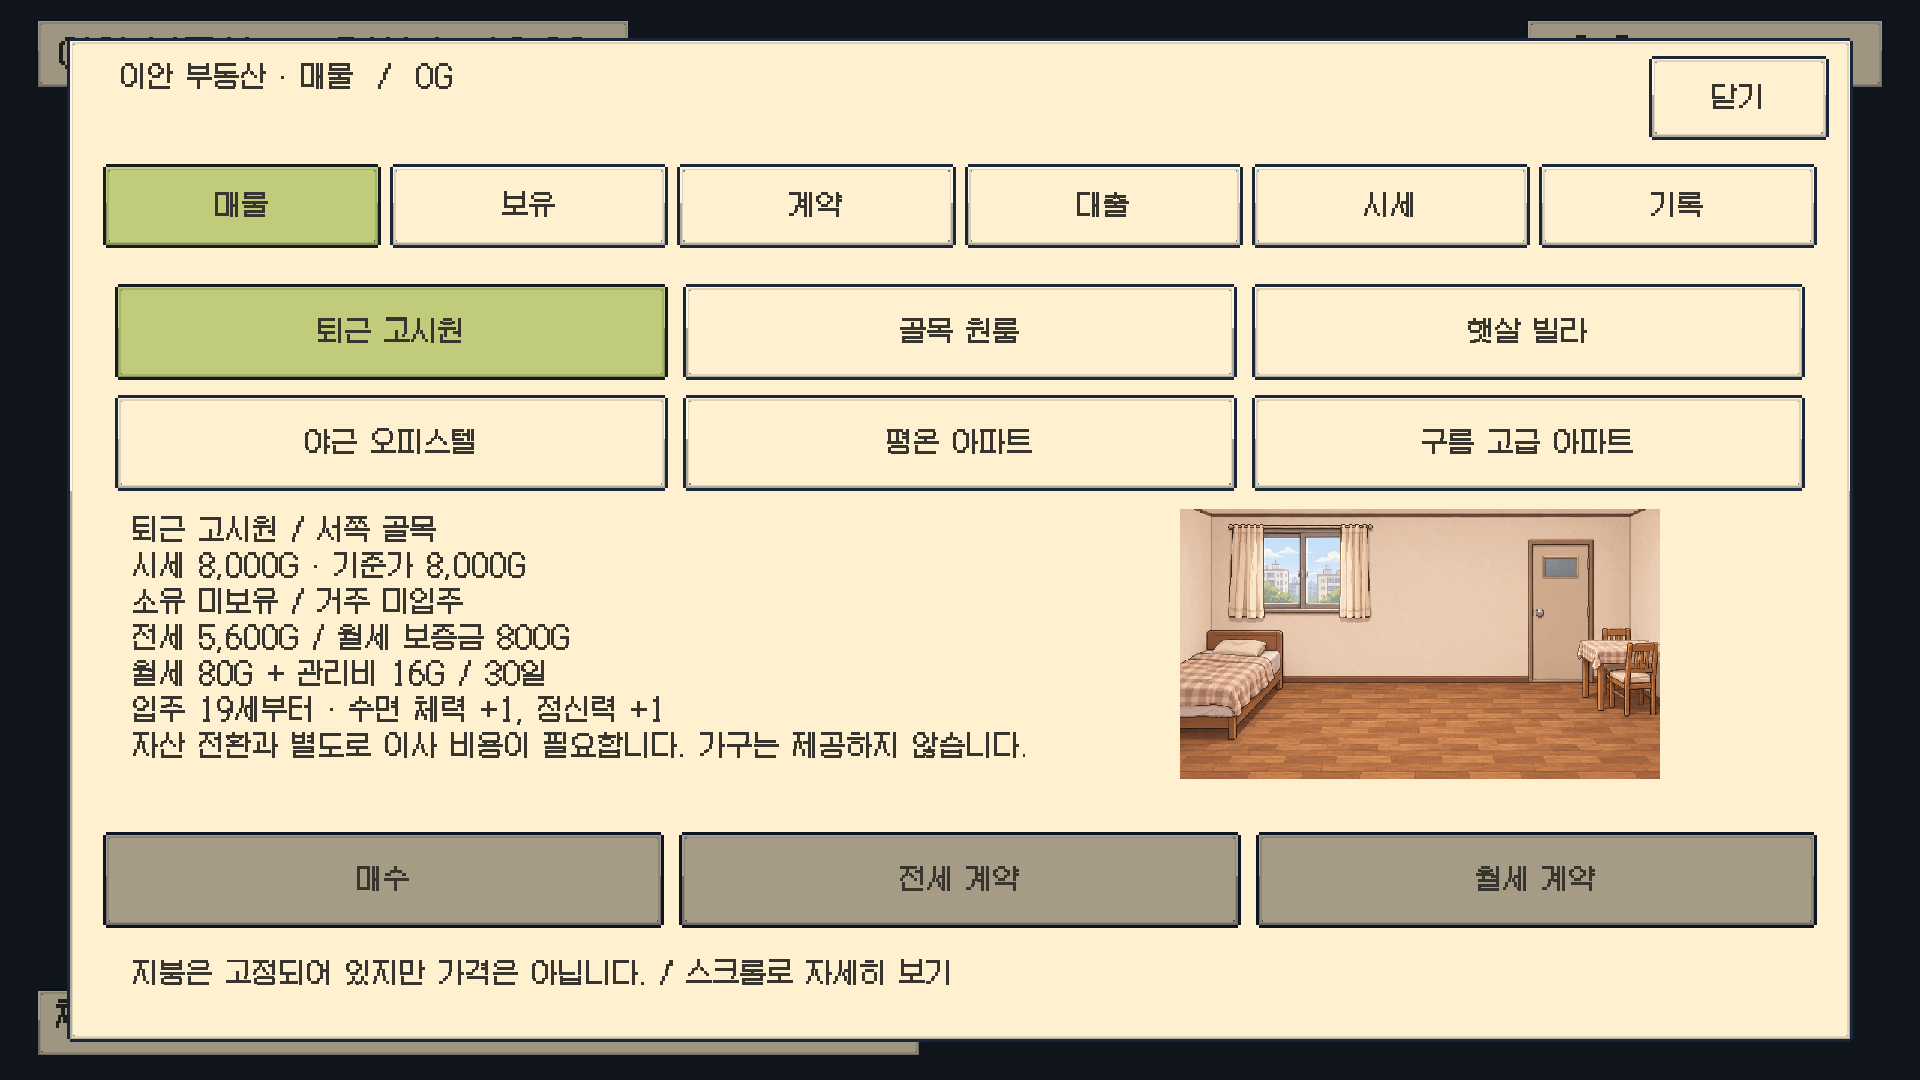 이안 부동산 · 매물 / 0G
닫기
매물
보유
계약
대출
시세
기록
퇴근 고시원
골목 원룸
햇살 빌라
야근 오피스텔
평온 아파트
구름 고급 아파트
퇴근 고시원 / 서쪽 골목
시세 8,000G · 기준가 8,000G
소유 미보유 / 거주 미입주
전세 5,600G / 월세 보증금 800G
월세 80G + 관리비 16G / 30일
입주 19세부터 · 수면 체력 +1, 정신력 +1
자산 전환과 별도로 이사 비용이 필요합니다. 가구는 제공하지 않습니다.
매수
전세 계약
월세 계약
지붕은 고정되어 있지만 가격은 아닙니다. / 스크롤로 자세히 보기